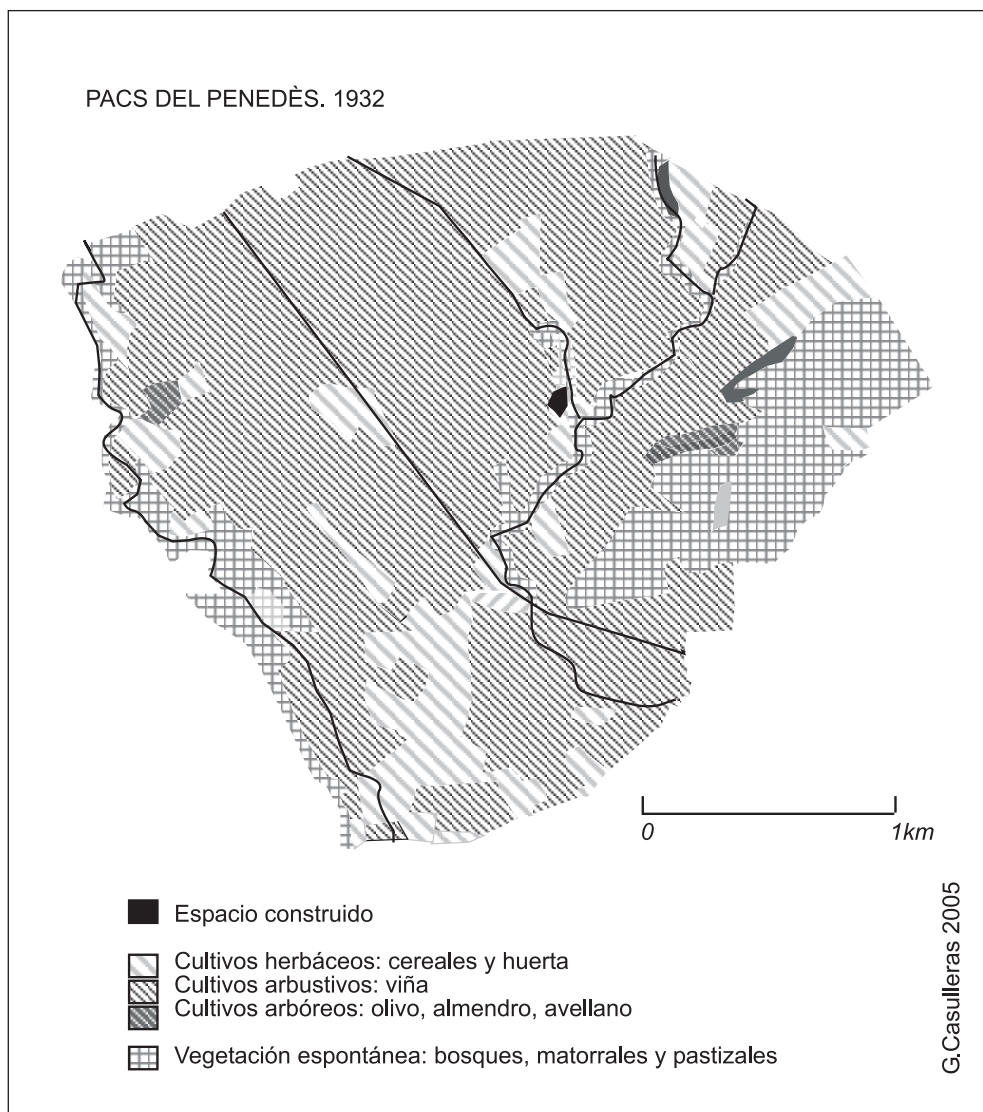 PACS DEL PENEDÈS. 1932
0 1km
Espacio construido
Cultivos herbáceos: cereales y huerta
Cultivos arbustivos: viña
Cultivos arbóreos: olivo, almendro, avellano
Vegetación espontánea: bosques, matorrales y pastizales
G.Casulleras 2005